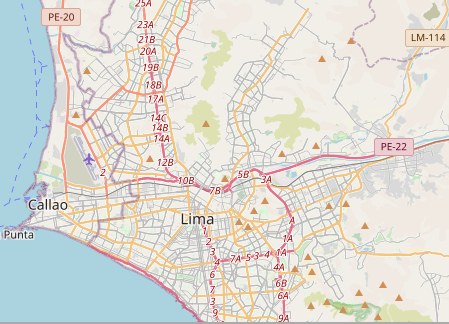 25A
PE-20
23A
21B
LM-114
20A
19B
18B
17A
14C
14B
14A
PE-22
12B
2
5B
10B
3A
7B
Callao
Lima
A
Punta
1
2
1A
3
7A 5 3 4 1A
4
4A
6
6B
7
6A
3
9
9A